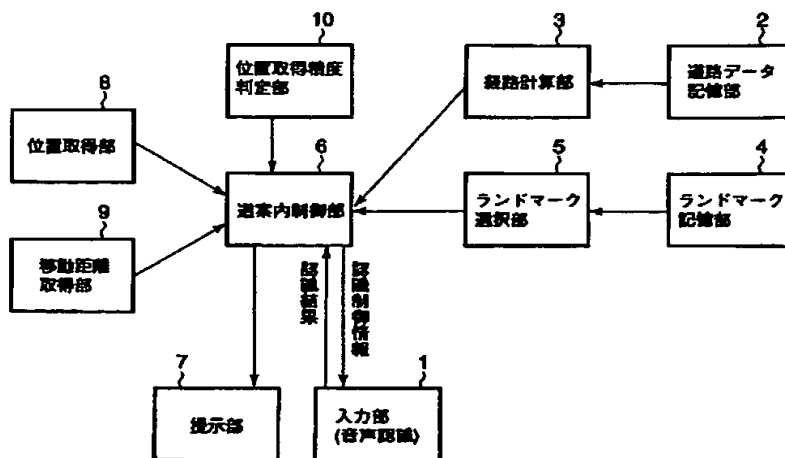 10
3
2
位置取得精度
判定部
経路計算部
道路データ
記憶部
8
位置取得部
6
道案内制御部
5
ランドマーク
選択部
4
ランドマーク
記憶部
9
移動距離
取得部
認識結果
認識制御情報
7
提示部
1
入力部
(音声認識)